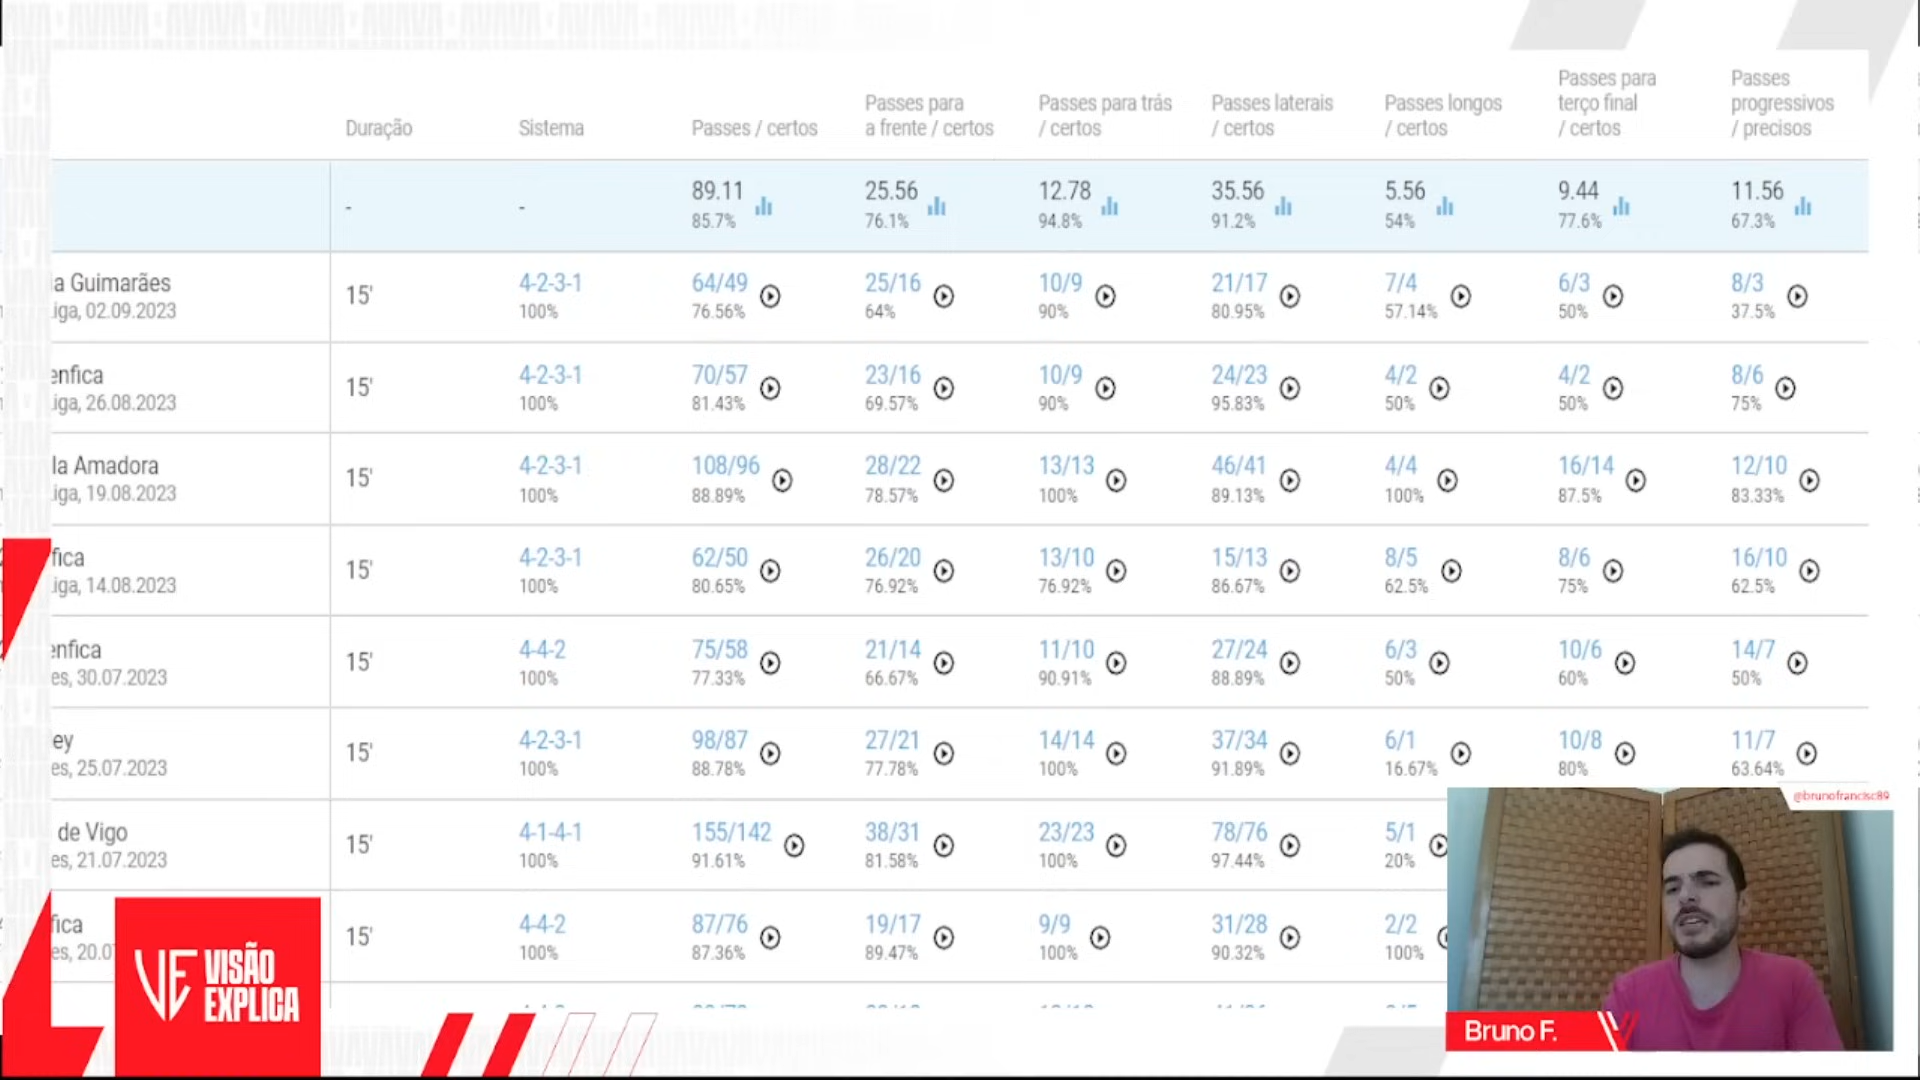 Duração
Sistema
Passes / certos
Passes para
a frente / certos
Passes para trás
/ certos
Passes laterais
/ certos
Passes longos
/ certos
Passes para
terço final
/ certos
Passes
progressivos
/ precisos
- - 89.11 25.56 12.78 35.56 5.56 9.44 11.56
85.7% 76.1% 94.8% 91.2% 54% 77.6% 67.3%
a Guimarães 15' 4-2-3-1 64/49 25/16 10/9 21/17 7/4 6/3 8/3
iga, 02.09.2023 100% 76.56% 64% 90% 80.95% 57.14% 50% 37.5%
enfica 15' 4-2-3-1 70/57 23/16 10/9 24/23 4/2 4/2 8/6
iga, 26.08.2023 100% 81.43% 69.57% 90% 95.83% 50% 50% 75%
la Amadora 15' 4-2-3-1 108/96 28/22 13/13 46/41 4/4 16/14 12/10
iga, 19.08.2023 100% 88.89% 78.57% 100% 89.13% 100% 87.5% 83.33%
fica 15' 4-2-3-1 62/50 26/20 13/10 15/13 8/5 8/6 16/10
iga, 14.08.2023 100% 80.65% 76.92% 76.92% 86.67% 62.5% 75% 62.5%
enfica 15' 4-4-2 75/58 21/14 11/10 27/24 6/3 10/6 14/7
es, 30.07.2023 100% 77.33% 66.67% 90.91% 88.89% 50% 60% 50%
ey 15' 4-2-3-1 98/87 27/21 14/14 37/34 6/1 10/8 11/7
es, 25.07.2023 100% 88.78% 77.78% 100% 91.89% 16.67% 80% 63.64%
de Vigo 15' 4-1-4-1 155/142 38/31 23/23 78/76 5/1
es, 21.07.2023 100% 91.61% 81.58% 100% 97.44% 20%
fica 15' 4-4-2 87/76 19/17 9/9 31/28 2/2
es, 20.0 100% 87.36% 89.47% 100% 90.32% 100%
@brunofrancisc89
VE VISÃO
EXPLICA
Bruno F.